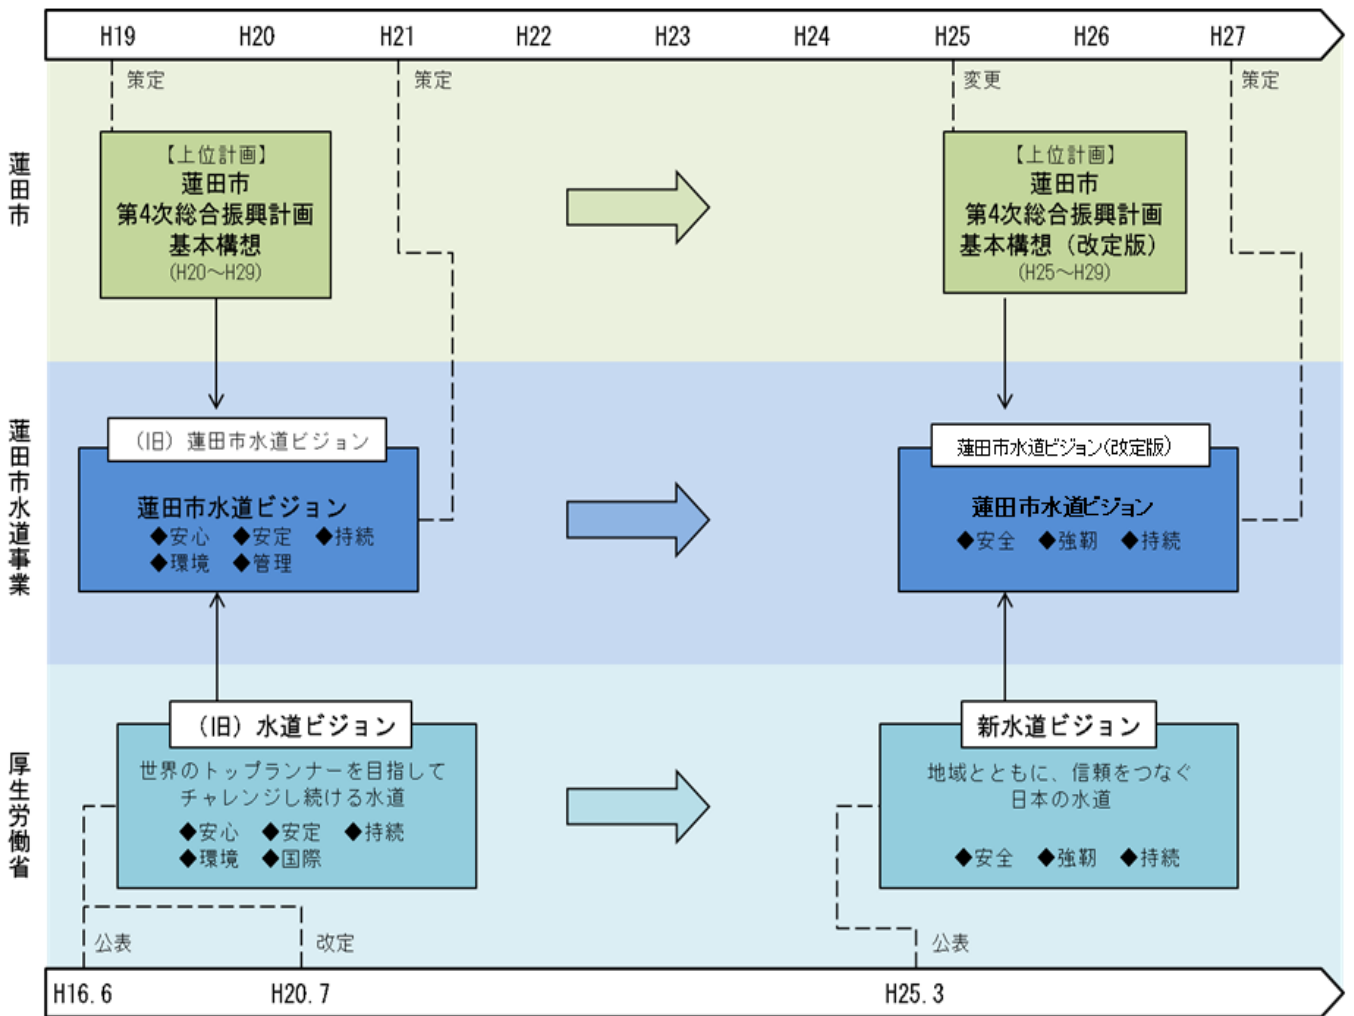 H19 H20 H21 H22 H23 H24 H25 H26 H27
策定 策定 変更 策定
蓮田市
【上位計画】
蓮田市
第4次総合振興計画
基本構想
(H20～H29)
【上位計画】
蓮田市
第4次総合振興計画
基本構想（改定版）
(H25～H29)
蓮田市水道事業
（旧）蓮田市水道ビジョン
蓮田市水道ビジョン
◆安心 ◆安定 ◆持続
◆環境 ◆管理
蓮田市水道ビジョン(改定版)
蓮田市水道ビジョン
◆安全 ◆強靭 ◆持続
厚生労働省
（旧）水道ビジョン
世界のトップランナーを目指して
チャレンジし続ける水道
◆安心 ◆安定 ◆持続
◆環境 ◆国際
新水道ビジョン
地域とともに、信頼をつなぐ
日本の水道
◆安全 ◆強靭 ◆持続
公表 改定 公表
H16.6 H20.7 H25.3